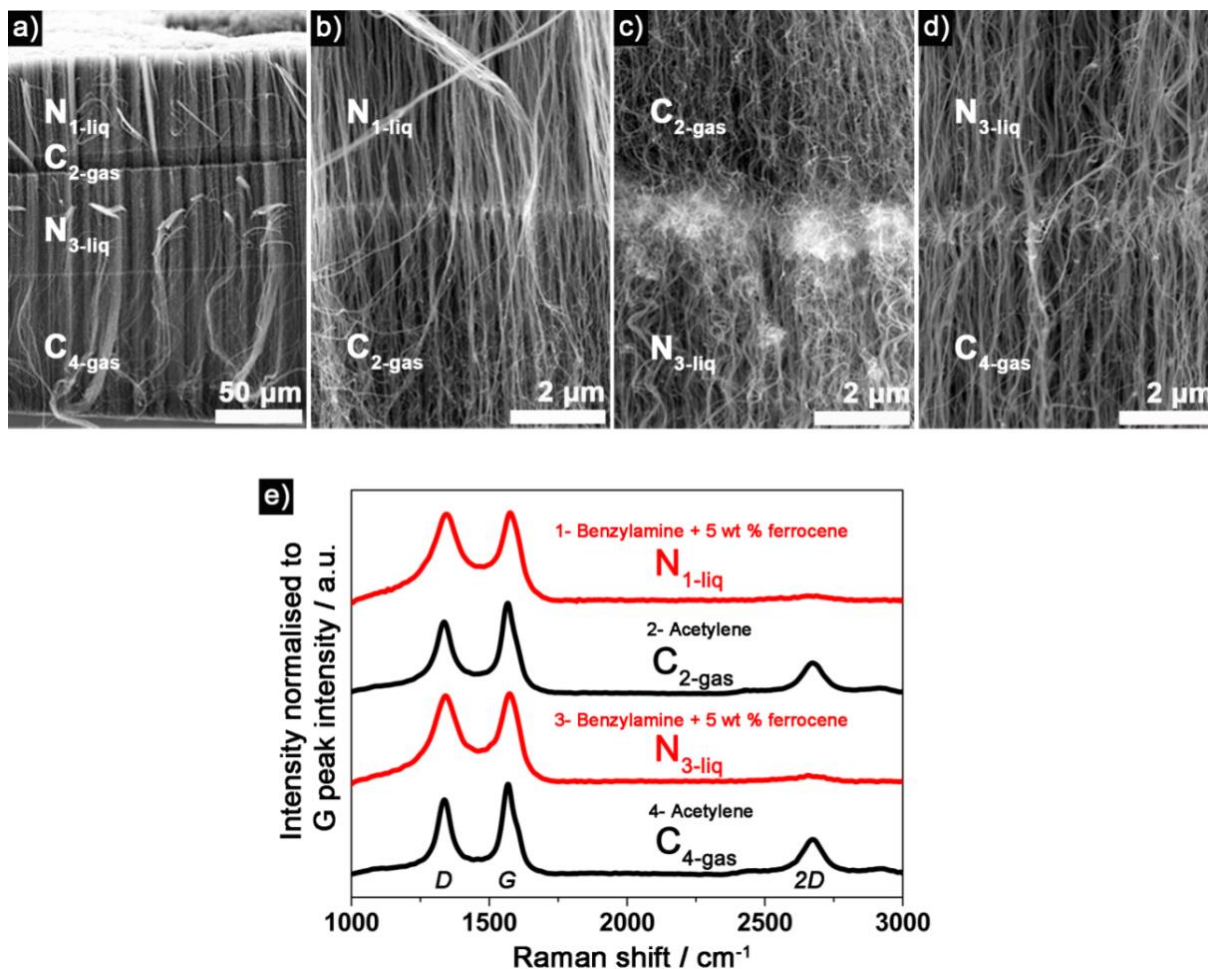 a)
N1-liq
C2-gas
N3-liq
C4-gas
50 µm
b)
N1-liq
C2-gas
2 µm
c)
C2-gas
N3-liq
2 µm
d)
N3-liq
C4-gas
2 µm
e)
Intensity normalised to
G peak intensity / a.u.
1- Benzylamine + 5 wt % ferrocene
N1-liq
2- Acetylene
C2-gas
3- Benzylamine + 5 wt % ferrocene
N3-liq
4- Acetylene
C4-gas
D G 2D
1000 1500 2000 2500 3000
Raman shift / cm-1